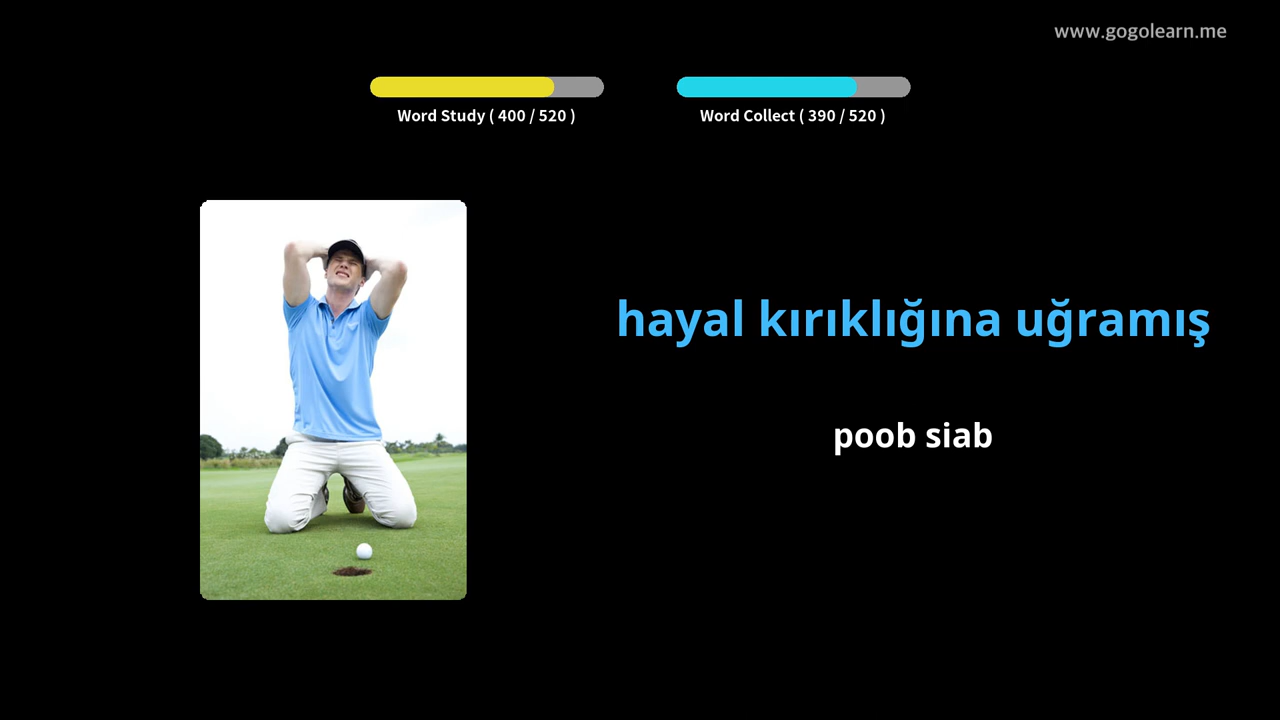 www.gogolearn.me
Word Study ( 400 / 520 )
Word Collect ( 390 / 520 )
hayal kırıklığına uğramış
poob siab